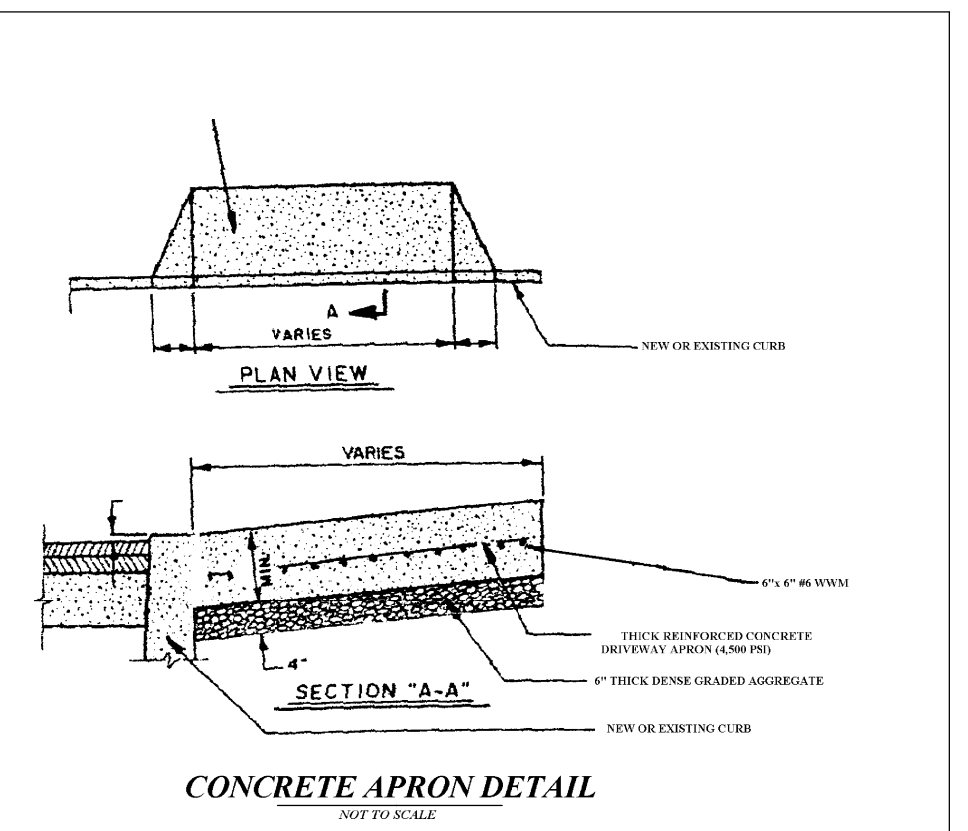 A
VARIES
NEW OR EXISTING CURB
PLAN VIEW
VARIES
MIN.
6"x 6" #6 WWM
THICK REINFORCED CONCRETE
DRIVEWAY APRON (4,500 PSI)
4"
6" THICK DENSE GRADED AGGREGATE
SECTION "A-A"
NEW OR EXISTING CURB
CONCRETE APRON DETAIL
NOT TO SCALE